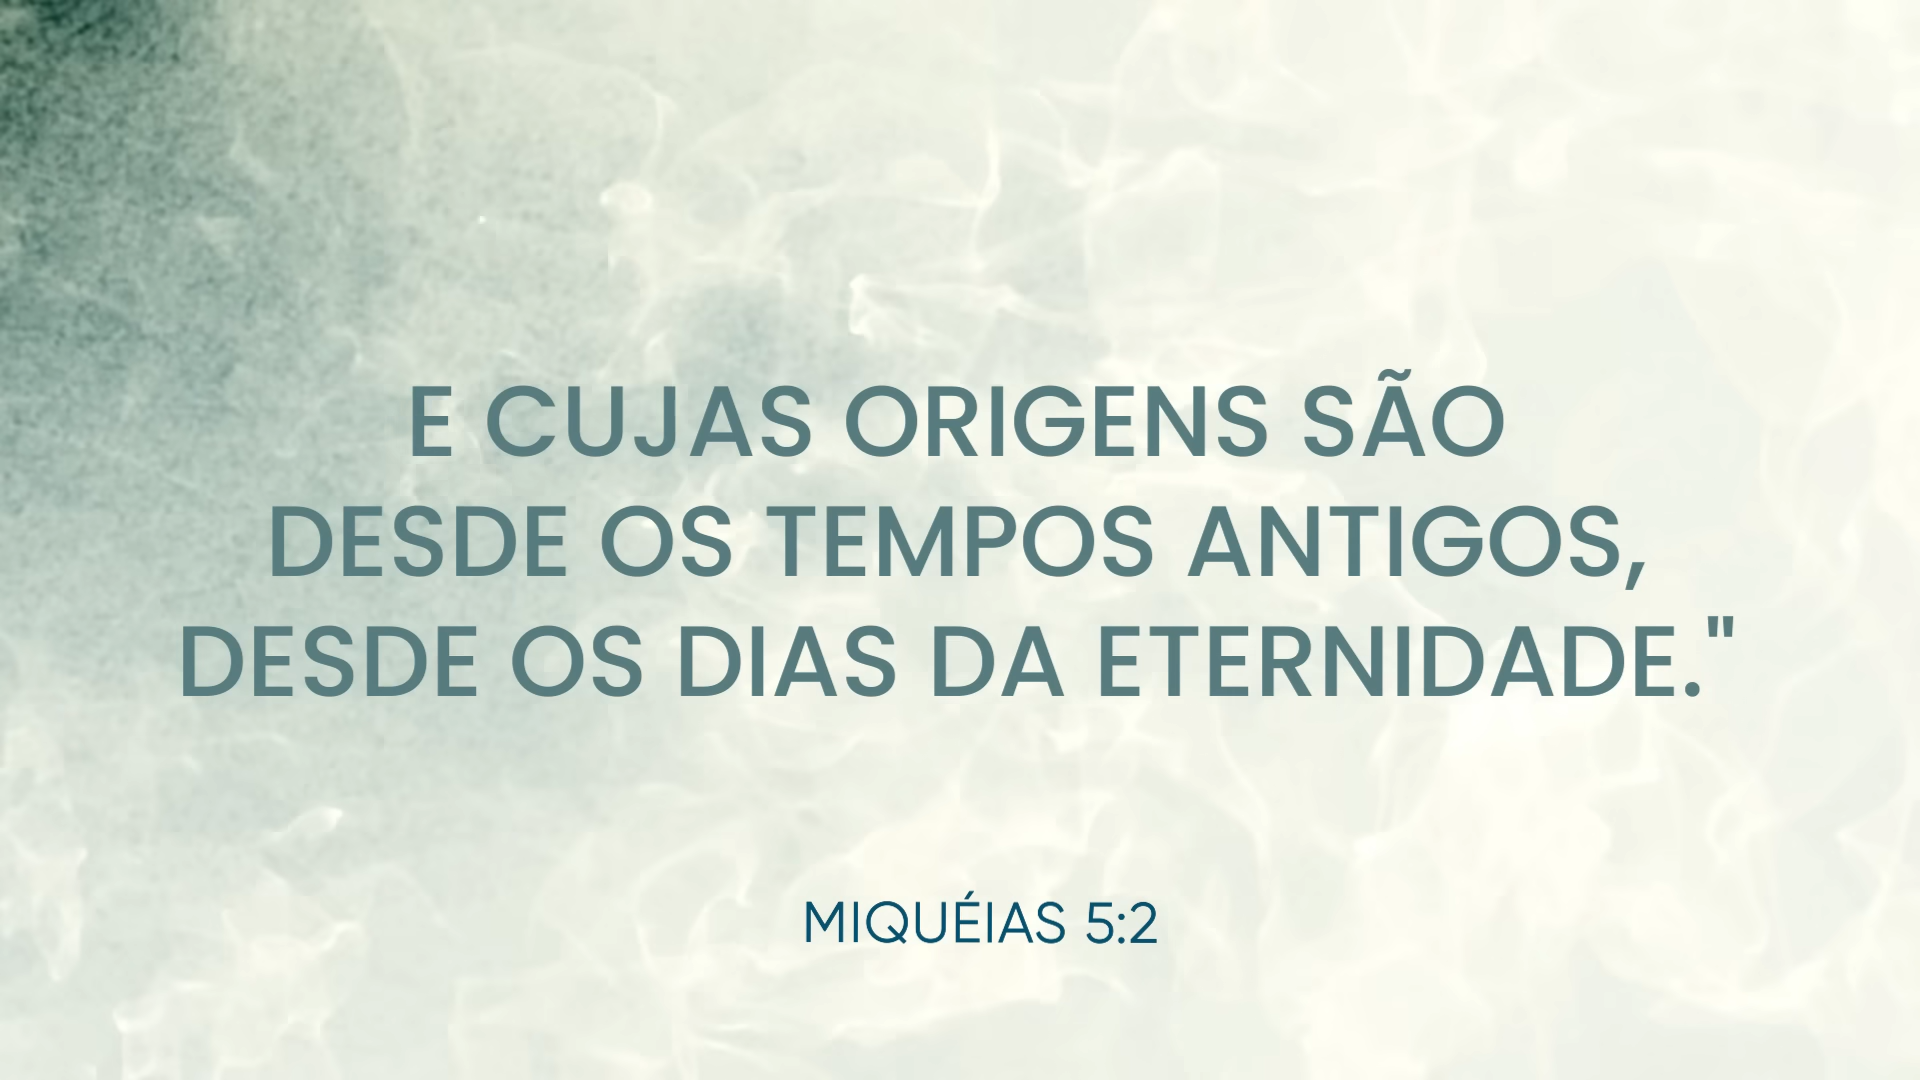 E CUJAS ORIGENS SÃO
DESDE OS TEMPOS ANTIGOS,
DESDE OS DIAS DA ETERNIDADE."
MIQUÉIAS 5:2